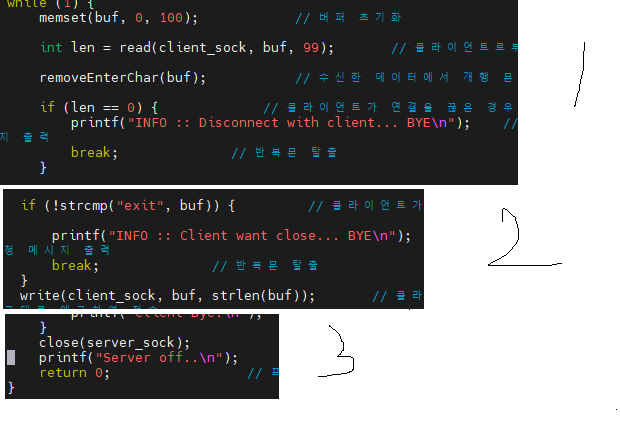 while (1) {
memset(buf, 0, 100); // 버퍼 초기화
int len = read(client_sock, buf, 99); // 클라이언트로부
removeEnterChar(buf); // 수신한 데이터에서 개행 문
if (len == 0) { // 클라이언트가 연결을 끊은 경우
printf("INFO :: Disconnect with client... BYE\n"); //
지 출력
break; // 반복문 탈출
}
1
if (!strcmp("exit", buf)) { // 클라이언트가
printf("INFO :: Client want close... BYE\n");
청 메시지 출력
break; // 반복문 탈출
}
write(client_sock, buf, strlen(buf)); // 클라
2
printf("Client Bye!\n");
}
close(server_sock);
printf("Server off..\n");
return 0; // 프
}
3